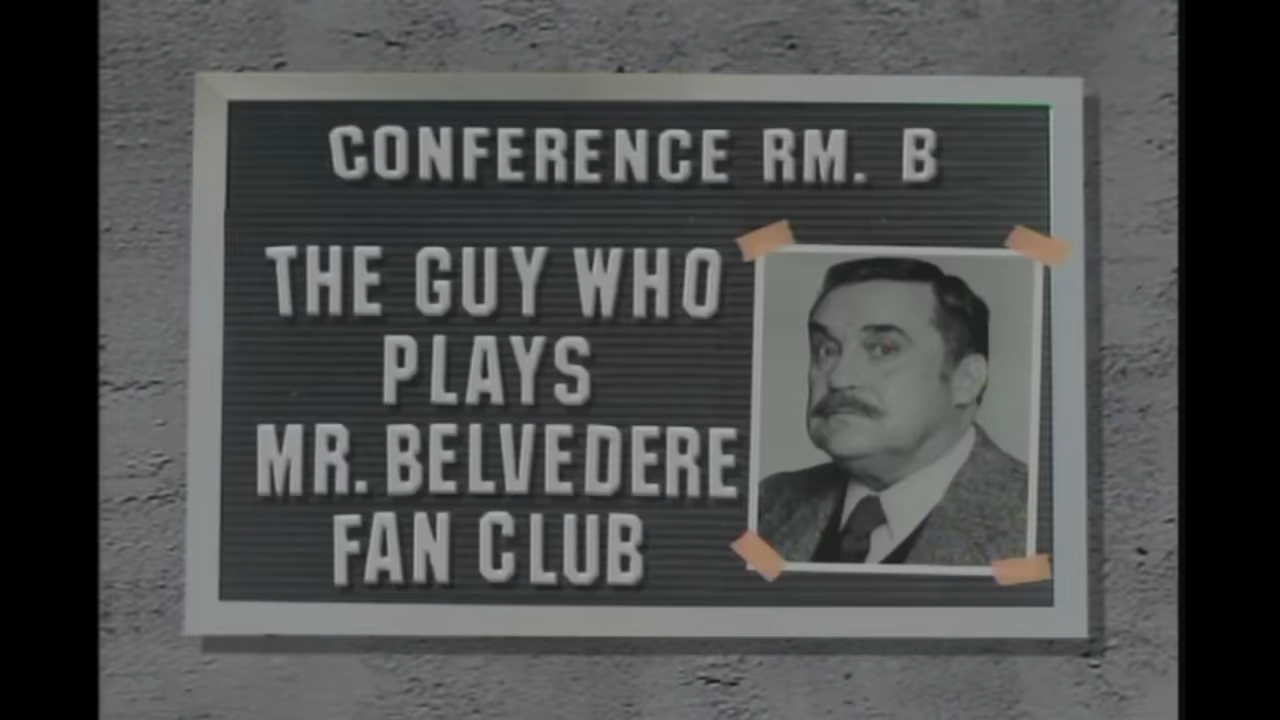 CONFERENCE RM. B
THE GUY WHO
PLAYS
MR. BELVEDERE
FAN CLUB